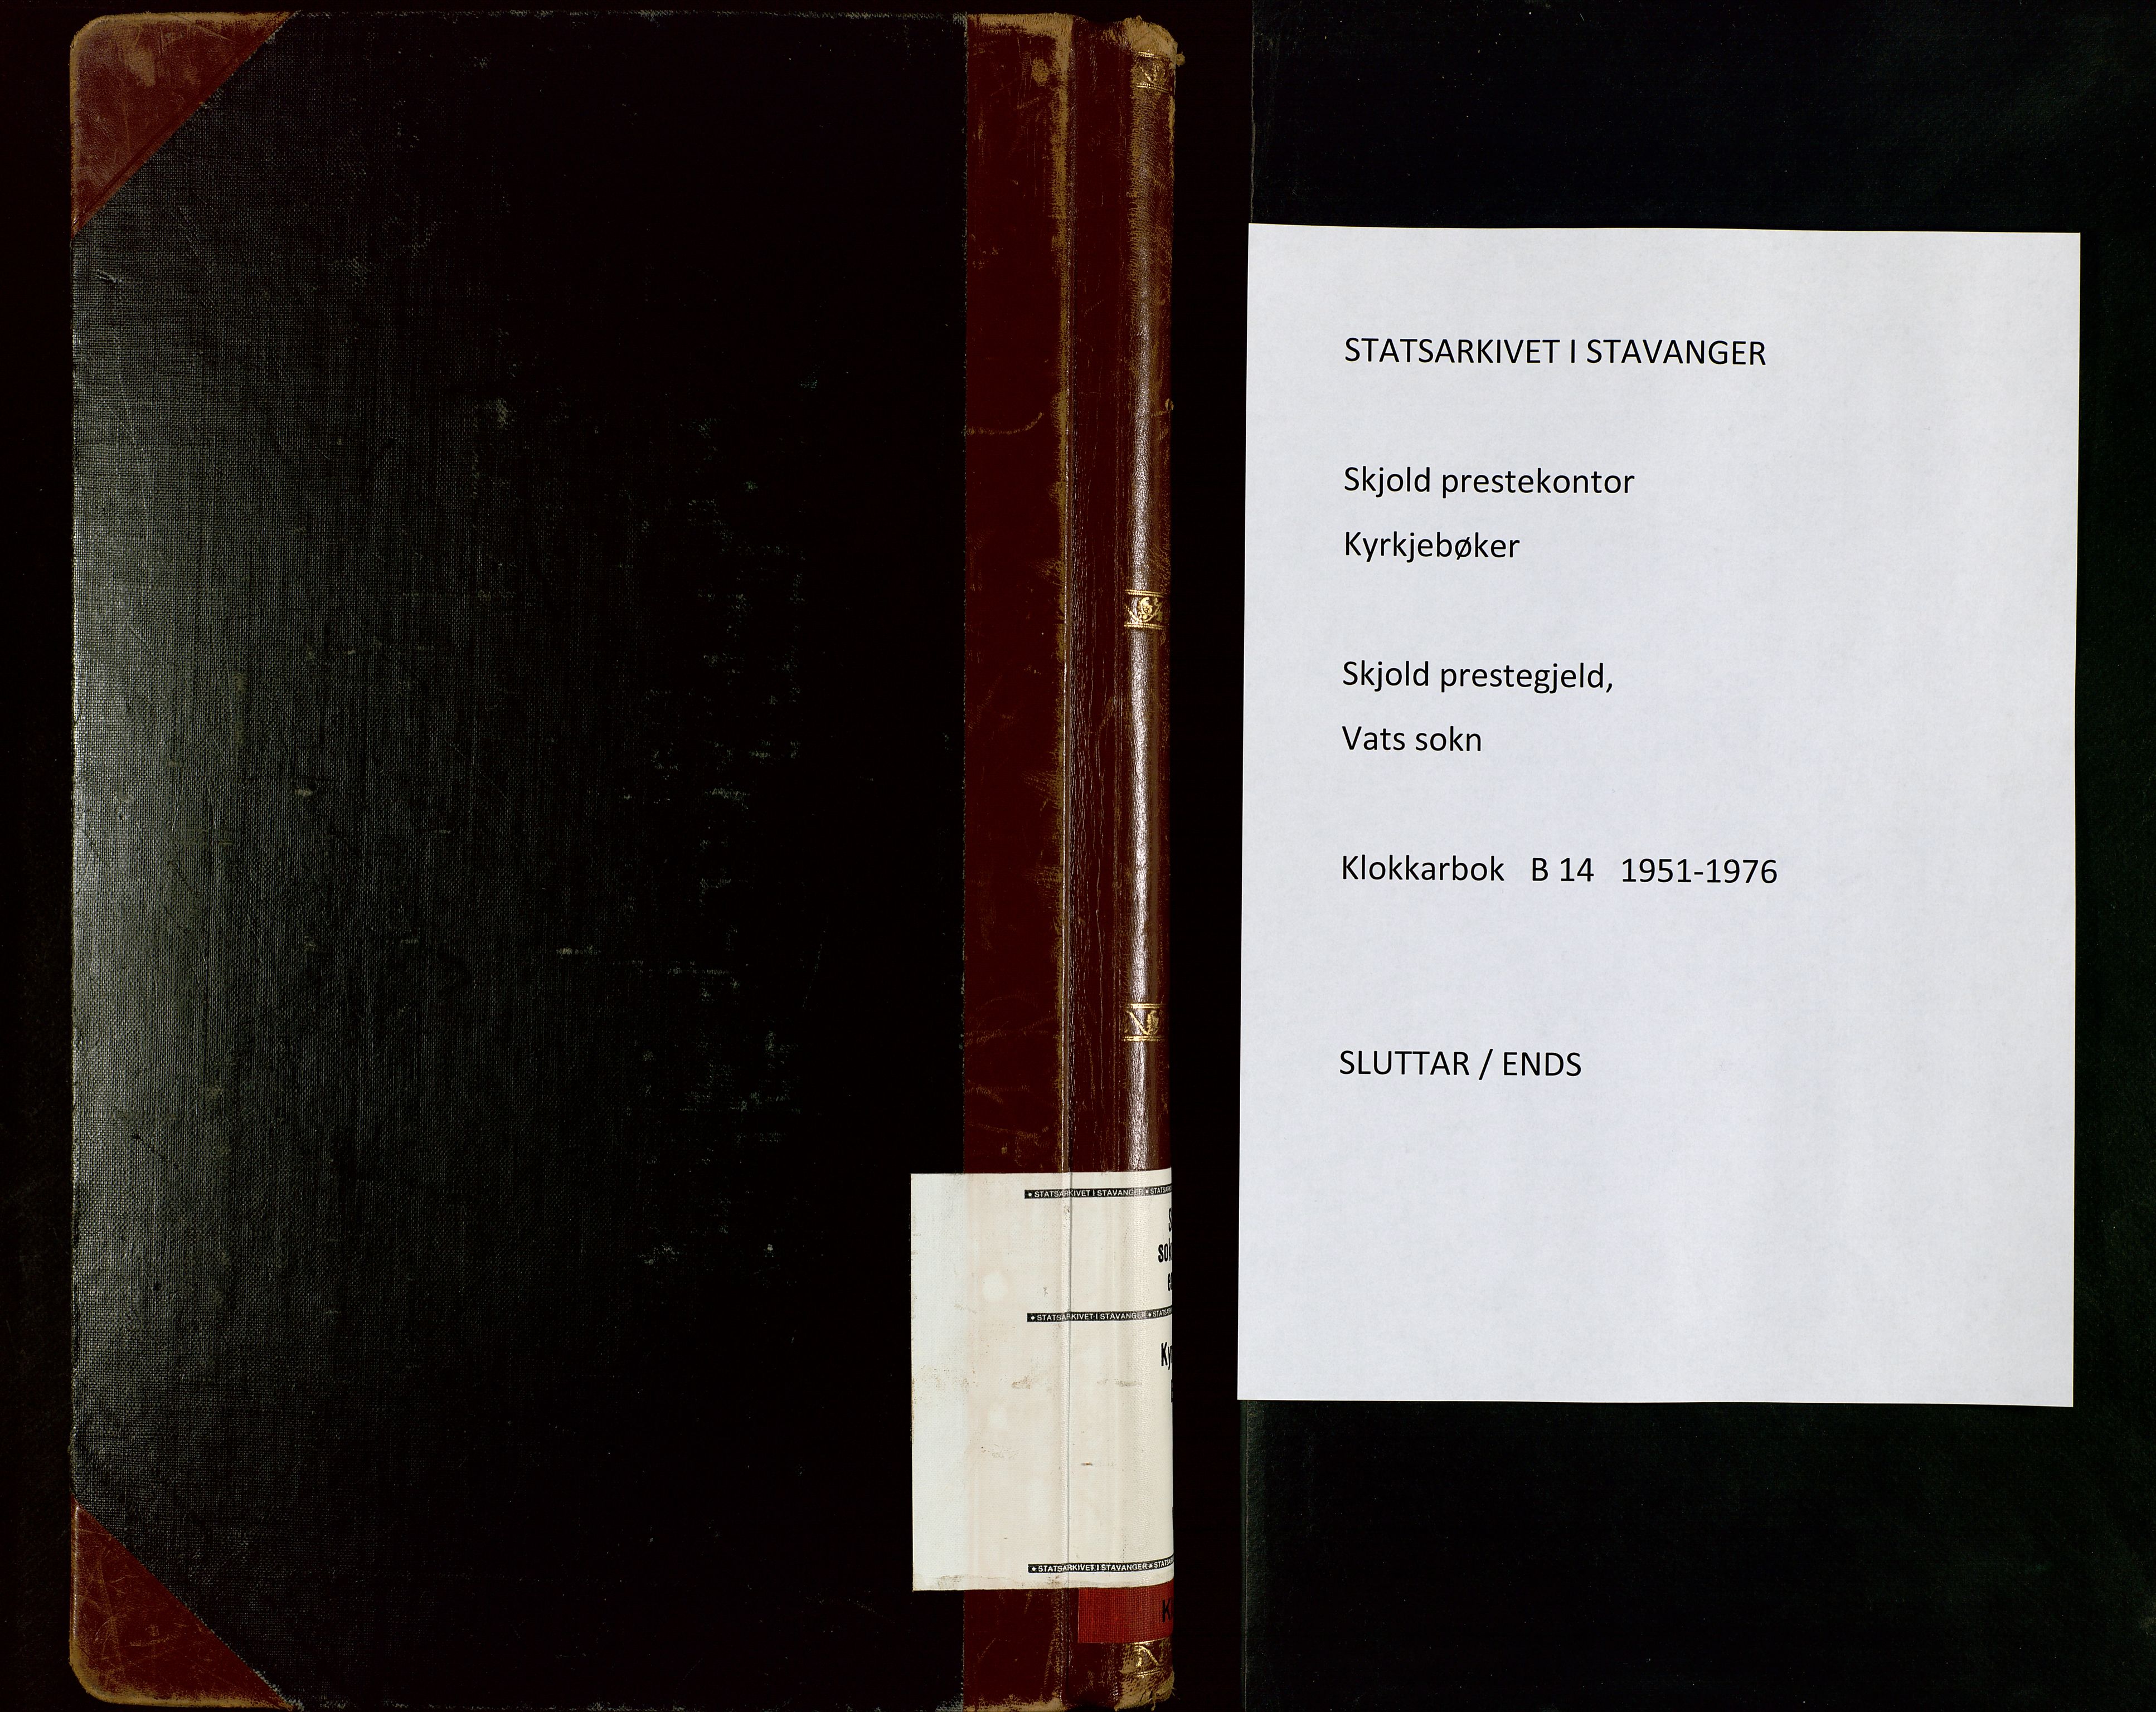 STATSARKIVET I STAVANGER
Skjold prestekontor
Kyrkjebøker
Skjold prestegjeld,
Vats sokn
Klokkarbok B 14 1951-1976
SLUTTAR / ENDS
★ STATSARKIVET I STAVANGER ★
★ STATSARKIVET I STAVANGER ★
★ STATSARKIVET I STAVANGER ★